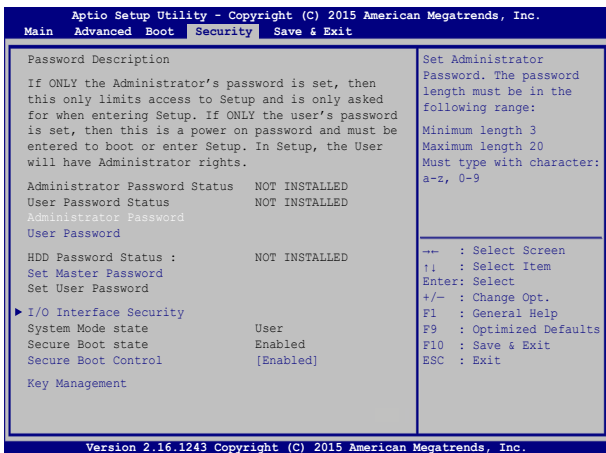 Aptio Setup Utility - Copyright (C) 2015 American Megatrends, Inc.
Main Advanced Boot Security Save & Exit
Password Description
If ONLY the Administrator's password is set, then
this only limits access to Setup and is only asked
for when entering Setup. If ONLY the user's password
is set, then this is a power on password and must be
entered to boot or enter Setup. In Setup, the User
will have Administrator rights.
Administrator Password Status NOT INSTALLED
User Password Status NOT INSTALLED
Administrator Password
User Password
HDD Password Status : NOT INSTALLED
Set Master Password
Set User Password
I/O Interface Security
System Mode state User
Secure Boot state Enabled
Secure Boot Control [Enabled]
Key Management
Set Administrator
Password. The password
length must be in the
following range:
Minimum length 3
Maximum length 20
Must type with character:
a-z, 0-9
→← : Select Screen
↑↓ : Select Item
Enter: Select
+/— : Change Opt.
F1 : General Help
F9 : Optimized Defaults
F10 : Save & Exit
ESC : Exit
Version 2.16.1243 Copyright (C) 2015 American Megatrends, Inc.